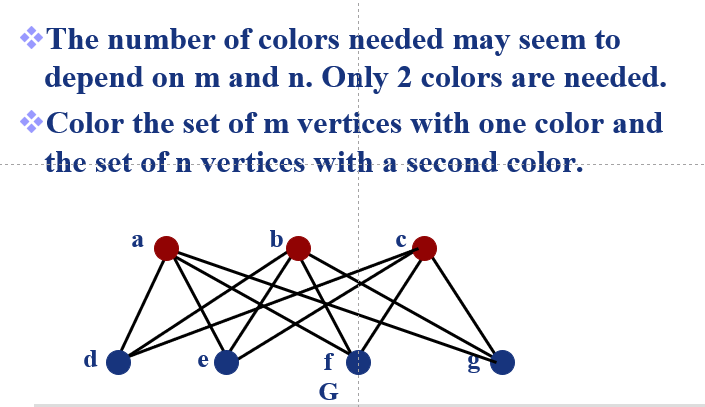 The number of colors needed may seem to
depend on m and n. Only 2 colors are needed.
Color the set of m vertices with one color and
the set of n vertices with a second color.
a b c
d e f g
G